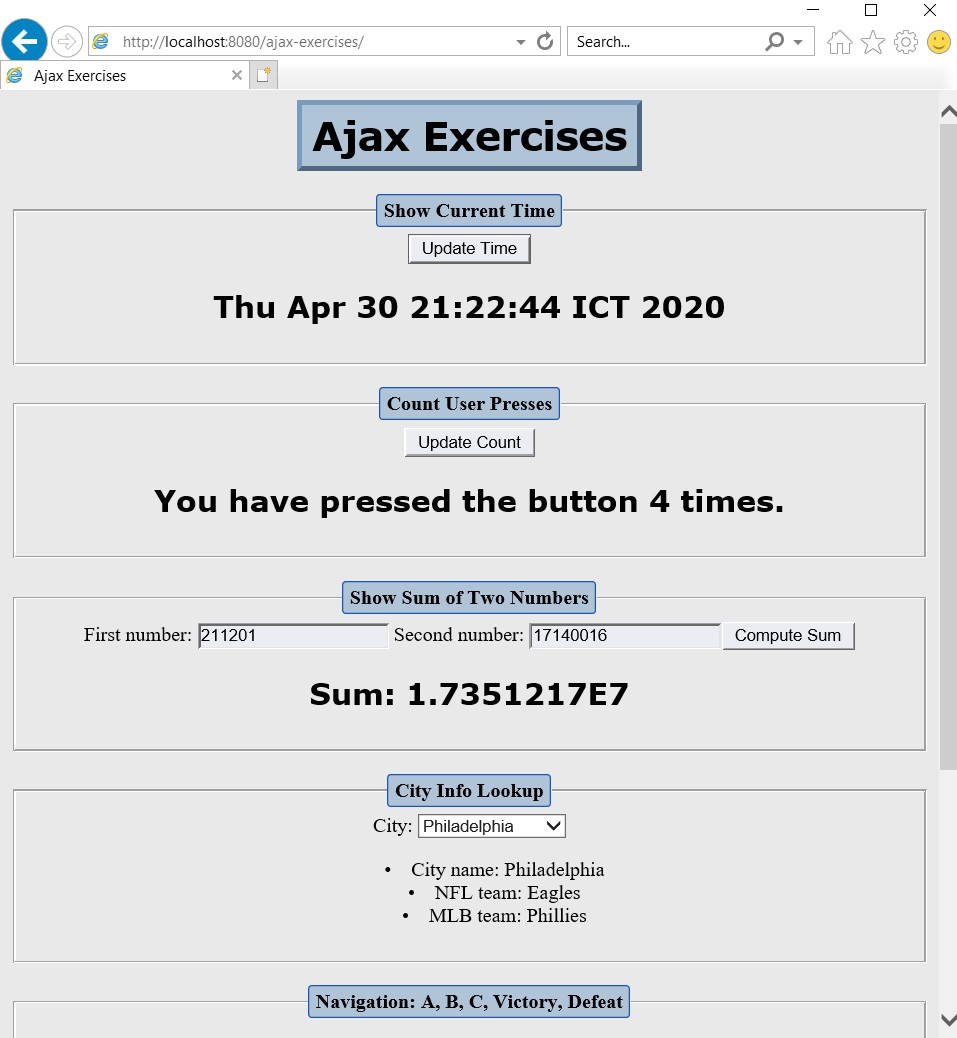 http://localhost:8080/ajax-exercises/
Search...
Ajax Exercises
Ajax Exercises
Show Current Time
Update Time
Thu Apr 30 21:22:44 ICT 2020
Count User Presses
Update Count
You have pressed the button 4 times.
Show Sum of Two Numbers
First number: 211201 Second number: 17140016 Compute Sum
Sum: 1.7351217E7
City Info Lookup
City: Philadelphia
• City name: Philadelphia
• NFL team: Eagles
• MLB team: Phillies
Navigation: A, B, C, Victory, Defeat